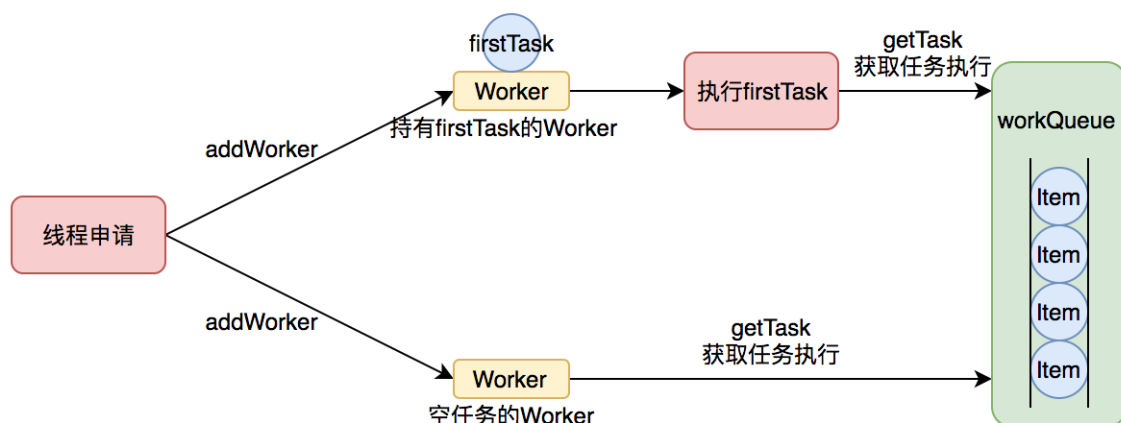 firstTask
Worker
持有firstTask的Worker
执行firstTask
getTask
获取任务执行
workQueue
addWorker
线程申请
addWorker
Item
Item
Item
Item
getTask
获取任务执行
Worker
空任务的Worker